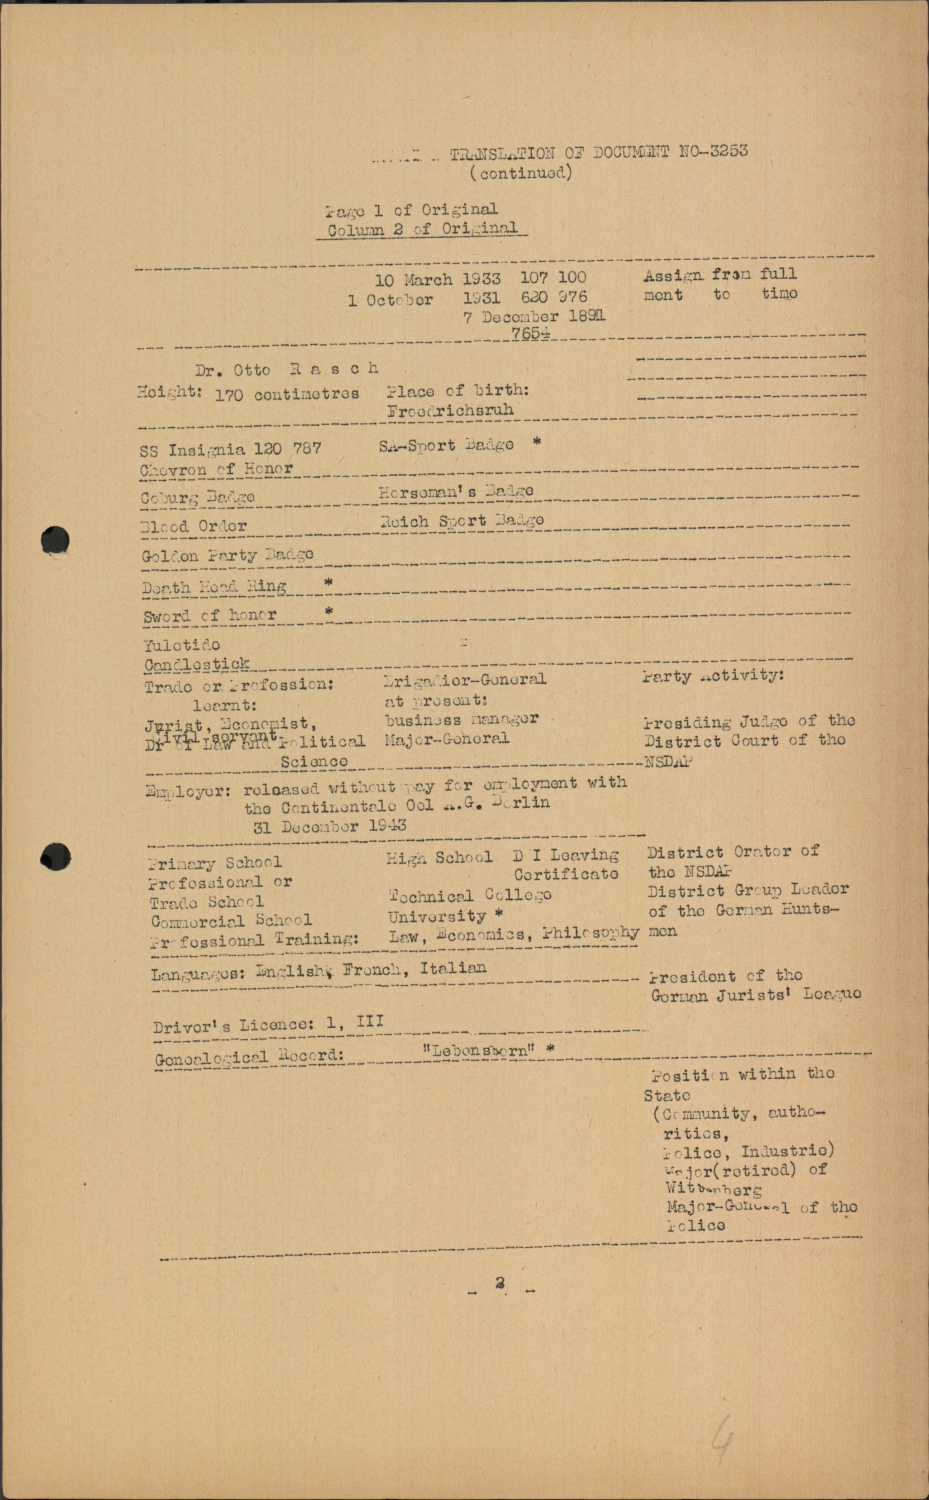 TRANSLATION OF DOCUMENT NO-3253
(continued)
Page 1 of Original
Column 2 of Original
10 March 1933 107 100 Assign from full
1 October 1931 620 976 ment to time
7 December 1891
7654
Dr. Otto R a s c h
Height: 170 centimetres Place of birth:
Freedrichsruh
SS Insignia 120 787 SA-Sport Badge *
Chevron of Honor
Coburg Badge Horseman's Badge
Blood Order Reich Sport Badge
Golden Party Badge
Death Head Ring *
Sword of honor *
Yuletide
Candlestick
Trade or Profession: Brigadier-General Party Activity:
learnt: at present:
Jurist, Economist, business manager Presiding Judge of the
Civil servant
Dr of Law and Political Major-General District Court of the
Science NSDAP
Employer: released without pay for employment with
the Continentale Oel A.G. Berlin
31 December 1943
Primary School High School D I Leaving District Orator of
Professional or Certificate the NSDAP
Trade School Technical College District Group Leader
Commercial School University * of the German Hunts-
Professional Training: Law, Economics, Philosophy men
Languages: English, French, Italian President of the
German Jurists' League
Driver's Licence: 1, III
Genealogical Record: "Lebensborn" *
Position within the
State
(Community, autho-
rities,
Police, Industrie)
Major(retired) of
Wittenberg
Major-General of the
Police
- 2 -
4